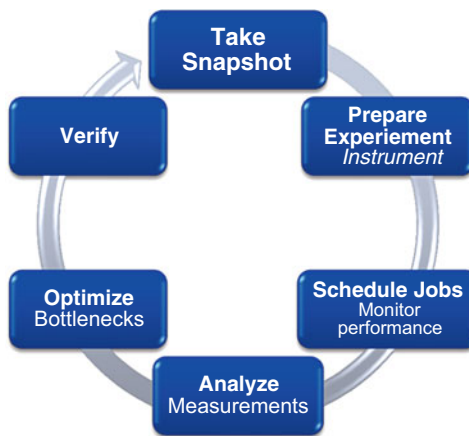 Take
Snapshot
Prepare
Experiement
Instrument
Schedule Jobs
Monitor
performance
Analyze
Measurements
Optimize
Bottlenecks
Verify